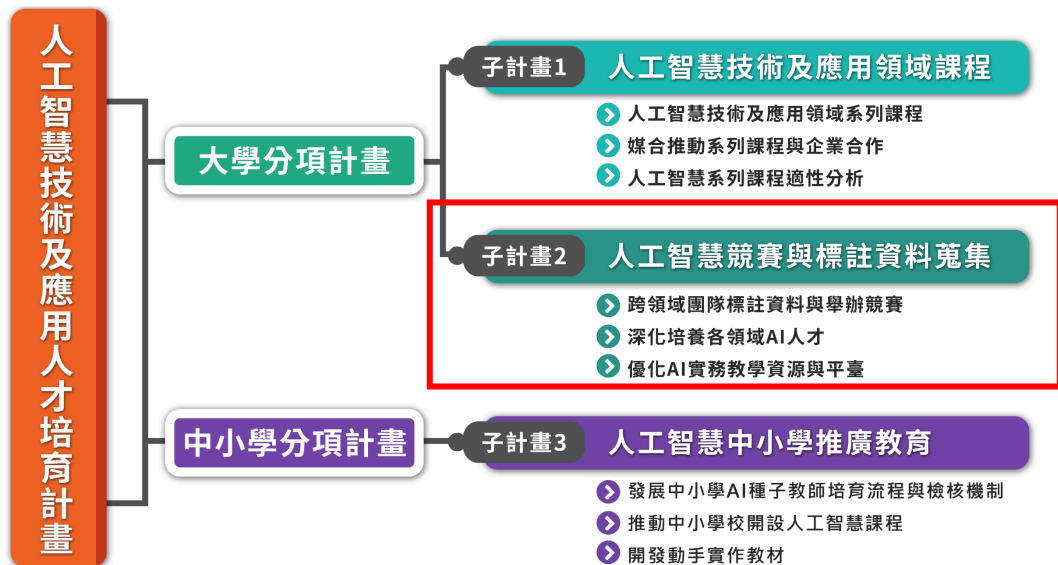 人工智慧技術及應用人才培育計畫
大學分項計畫
子計畫1 人工智慧技術及應用領域課程
人工智慧技術及應用領域系列課程
媒合推動系列課程與企業合作
人工智慧系列課程適性分析
子計畫2 人工智慧競賽與標註資料蒐集
跨領域團隊標註資料與舉辦競賽
深化培養各領域AI人才
優化AI實務教學資源與平臺
中小學分項計畫
子計畫3 人工智慧中小學推廣教育
發展中小學AI種子教師培育流程與檢核機制
推動中小學校開設人工智慧課程
開發動手實作教材